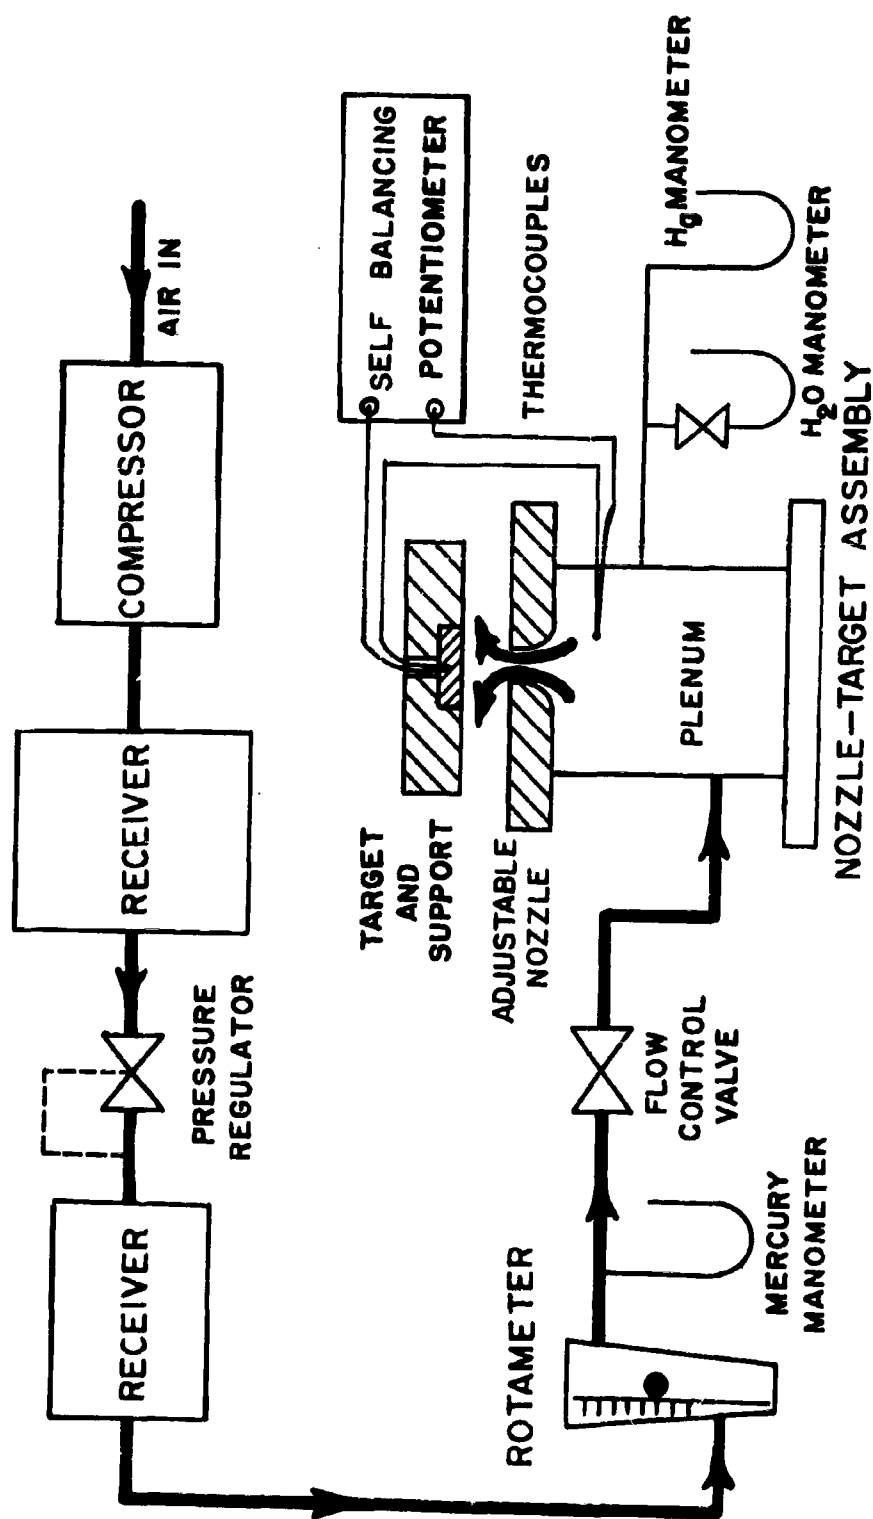 RECEIVER
PRESSURE
REGULATOR
RECEIVER
COMPRESSOR
AIR IN
TARGET
AND
SUPPORT
SELF BALANCING
POTENTIOMETER
ROTAMETER
ADJUSTABLE
NOZZLE
THERMOCOUPLES
FLOW
CONTROL
VALVE
PLENUM
Hg MANOMETER
MERCURY
MANOMETER
H₂O MANOMETER
NOZZLE–TARGET ASSEMBLY